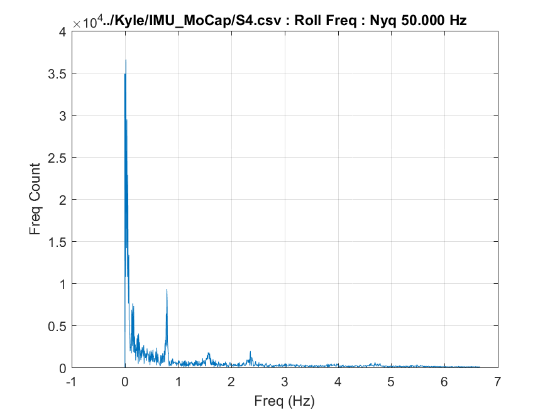 ×10⁴../Kyle/IMU_MoCap/S4.csv : Roll Freq : Nyq 50.000 Hz
4
3.5
3
2.5
2
1.5
1
0.5
0
Freq Count
-1 0 1 2 3 4 5 6 7
Freq (Hz)